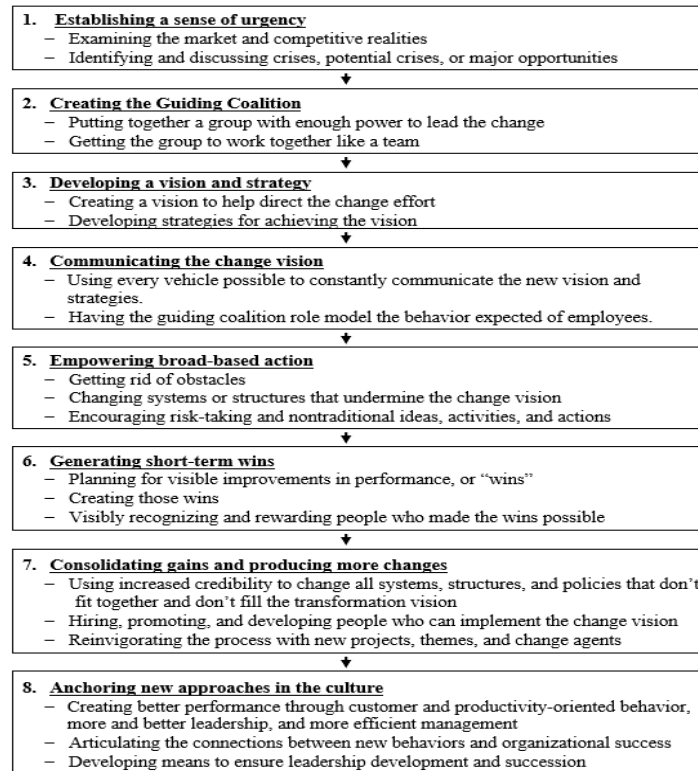 1. Establishing a sense of urgency
– Examining the market and competitive realities
– Identifying and discussing crises, potential crises, or major opportunities
2. Creating the Guiding Coalition
– Putting together a group with enough power to lead the change
– Getting the group to work together like a team
3. Developing a vision and strategy
– Creating a vision to help direct the change effort
– Developing strategies for achieving the vision
4. Communicating the change vision
– Using every vehicle possible to constantly communicate the new vision and
strategies.
– Having the guiding coalition role model the behavior expected of employees.
5. Empowering broad-based action
– Getting rid of obstacles
– Changing systems or structures that undermine the change vision
– Encouraging risk-taking and nontraditional ideas, activities, and actions
6. Generating short-term wins
– Planning for visible improvements in performance, or “wins”
– Creating those wins
– Visibly recognizing and rewarding people who made the wins possible
7. Consolidating gains and producing more changes
– Using increased credibility to change all systems, structures, and policies that don’t
fit together and don’t fill the transformation vision
– Hiring, promoting, and developing people who can implement the change vision
– Reinvigorating the process with new projects, themes, and change agents
8. Anchoring new approaches in the culture
– Creating better performance through customer and productivity-oriented behavior,
more and better leadership, and more efficient management
– Articulating the connections between new behaviors and organizational success
– Developing means to ensure leadership development and succession